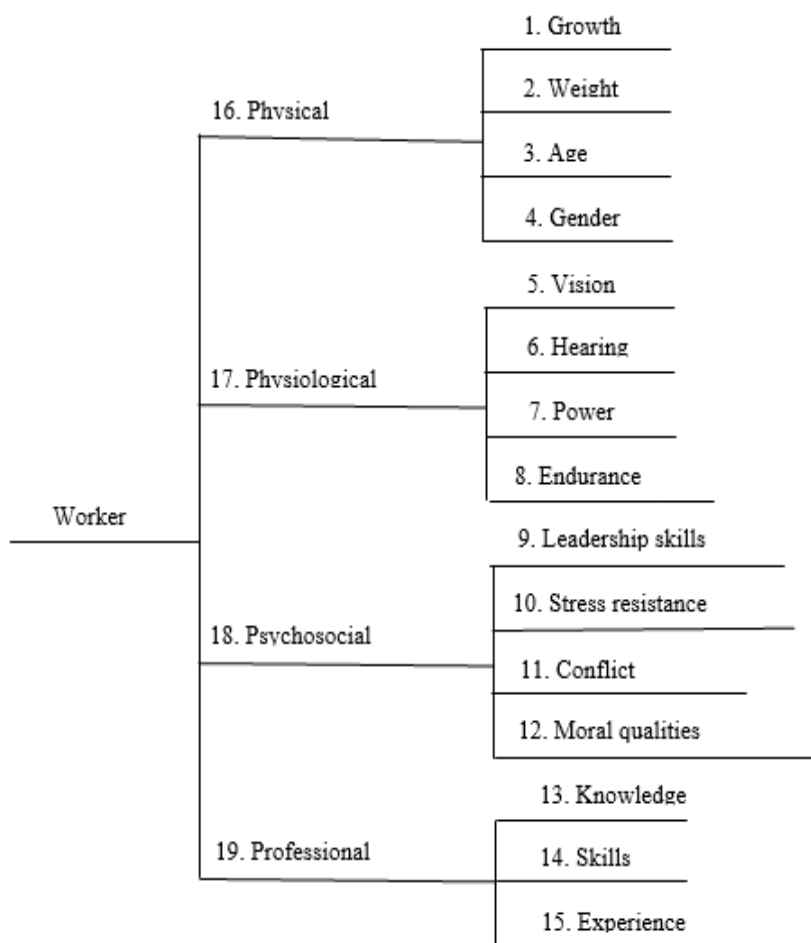 1. Growth
2. Weight
16. Physical
3. Age
4. Gender
5. Vision
6. Hearing
17. Physiological
7. Power
8. Endurance
Worker
9. Leadership skills
10. Stress resistance
18. Psychosocial
11. Conflict
12. Moral qualities
13. Knowledge
19. Professional
14. Skills
15. Experience